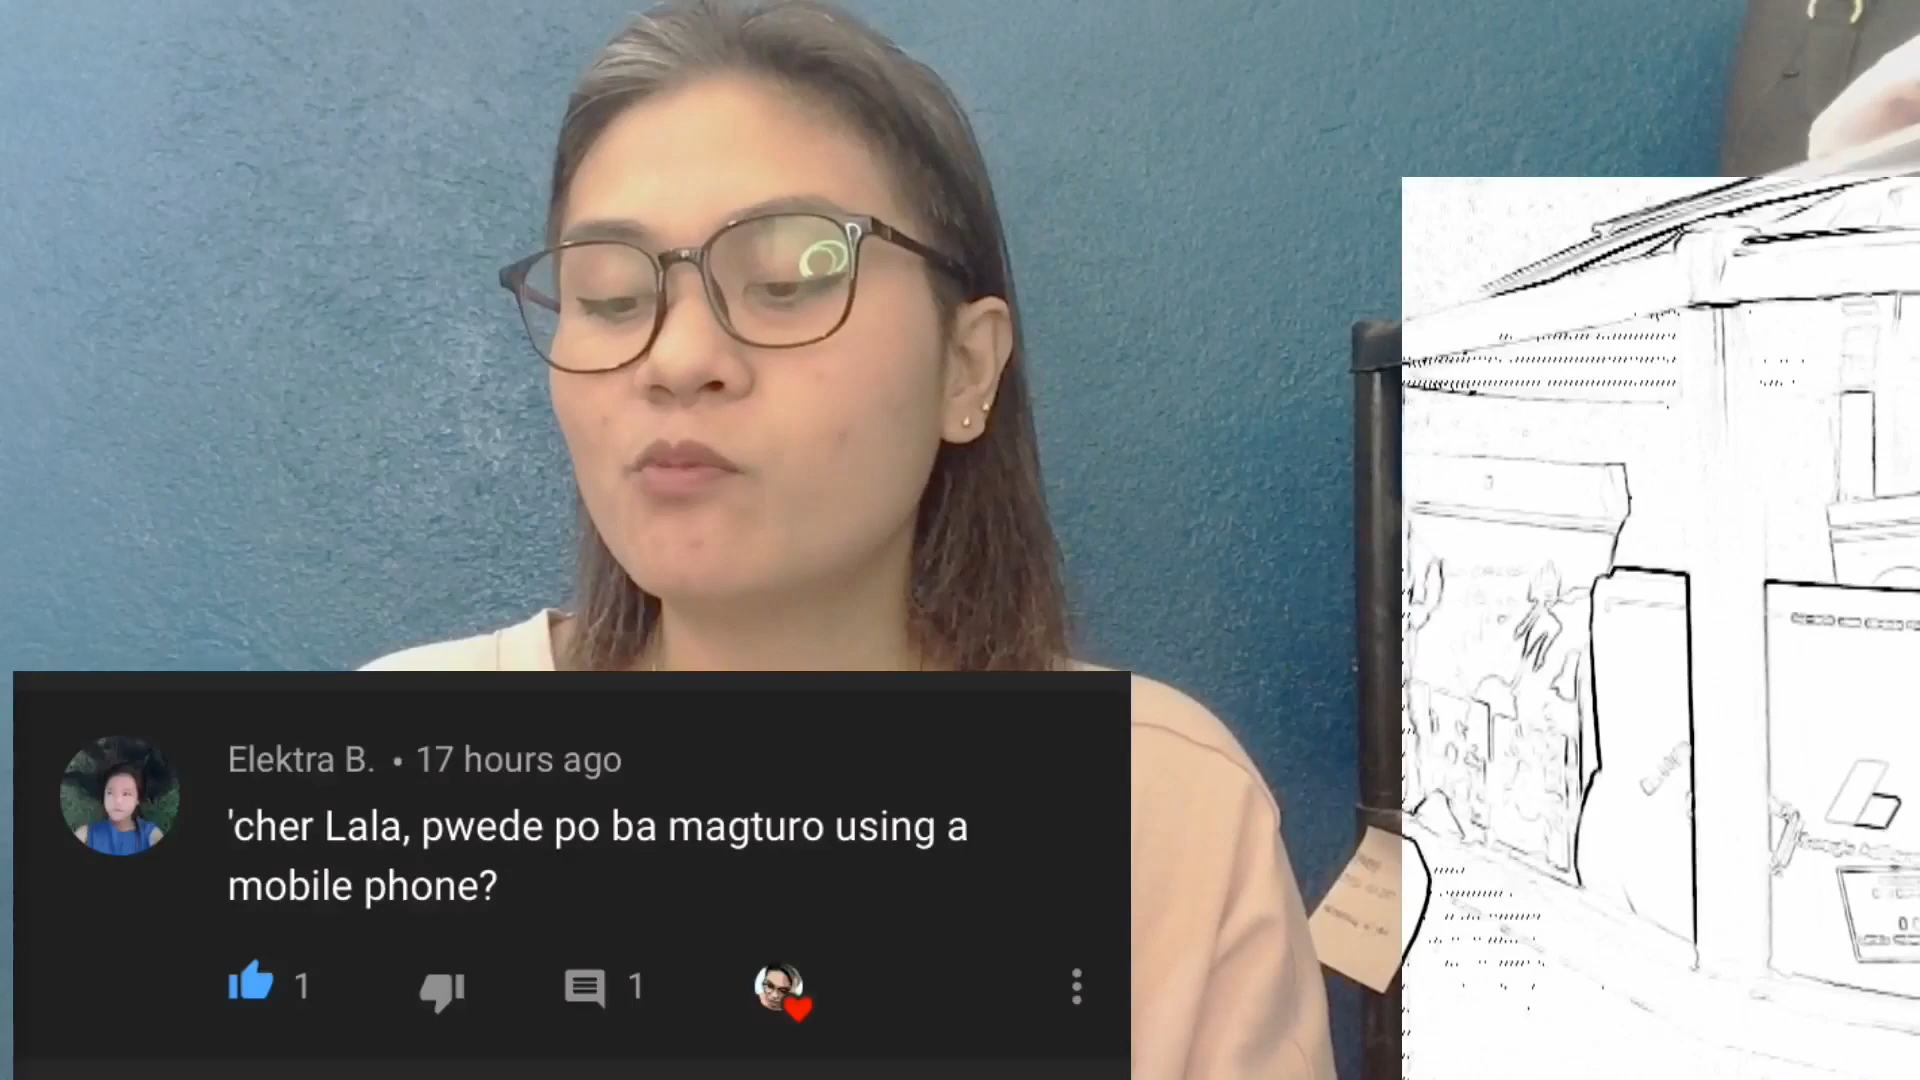 Elektra B. • 17 hours ago
'cher Lala, pwede po ba magturo using a
mobile phone?
1
1